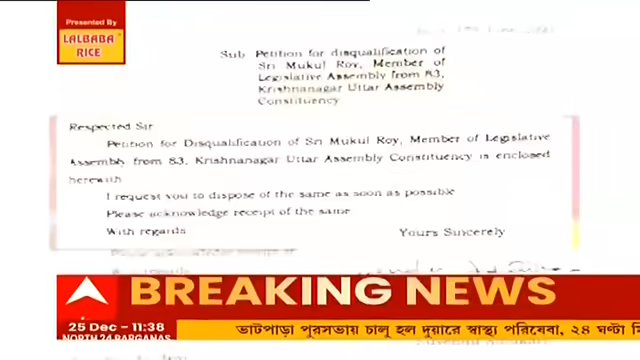 Presented By
LALBABA
RICE
Sub Petition for disqualification of
Sri Mukul Roy, Member of
Legislative Assembly from 83,
Krishnanagar Uttar Assembly
Constituency
Respected Sir
Petition for Disqualification of Sri Mukul Roy, Member of Legislative
Assembly from 83, Krishnanagar Uttar Assembly Constituency is enclosed
herewith
I request you to dispose of the same as soon as possible
Please acknowledge receipt of the same
With regards
Yours Sincerely
BREAKING NEWS
25 Dec – 11:38
ভাটপাড়া পুরসভায় চালু হল দুয়ারে স্বাস্থ্য পরিষেবা, ২৪ ঘণ্টা
NORTH 24 PARGANAS